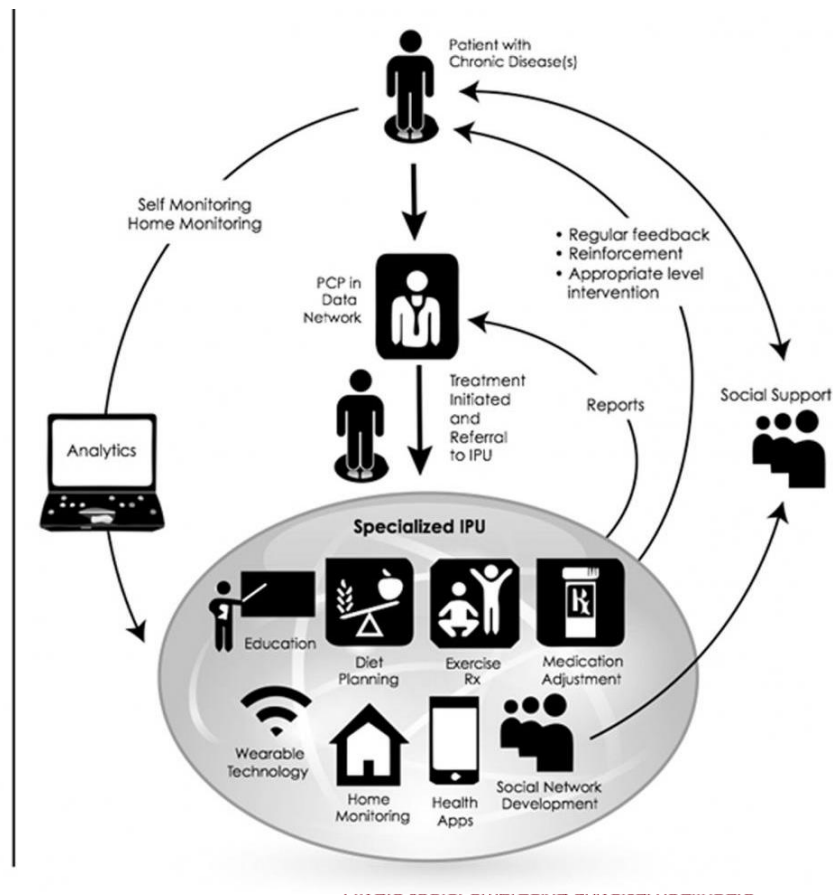 Patient with
Chronic Disease(s)
Self Monitoring
Home Monitoring
• Regular feedback
• Reinforcement
• Appropriate level
intervention
PCP in
Data
Network
Treatment
Initiated
and
Referral
to IPU
Reports
Social Support
Analytics
Specialized IPU
Education
Diet
Planning
Exercise
Rx
Rx
Medication
Adjustment
Wearable
Technology
Home
Monitoring
Health
Apps
Social Network
Development